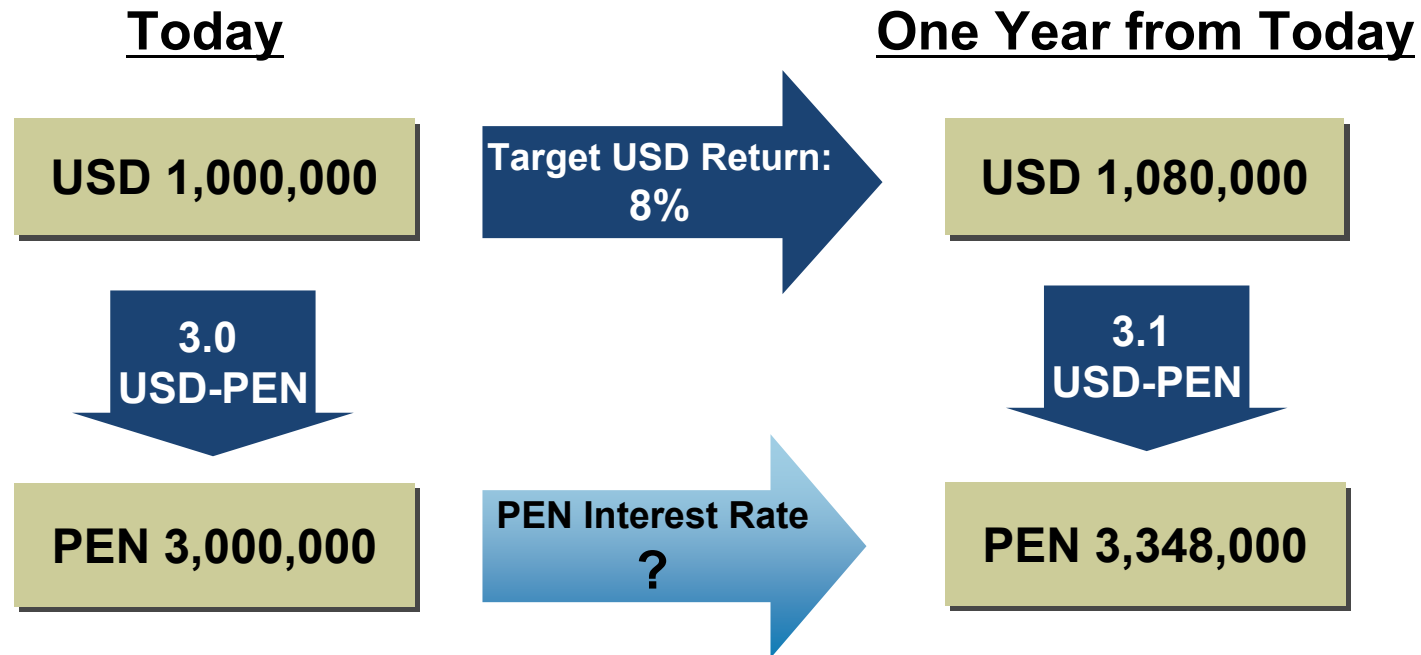 Today
One Year from Today
USD 1,000,000
Target USD Return:
8%
USD 1,080,000
3.0
USD-PEN
3.1
USD-PEN
PEN 3,000,000
PEN Interest Rate
?
PEN 3,348,000